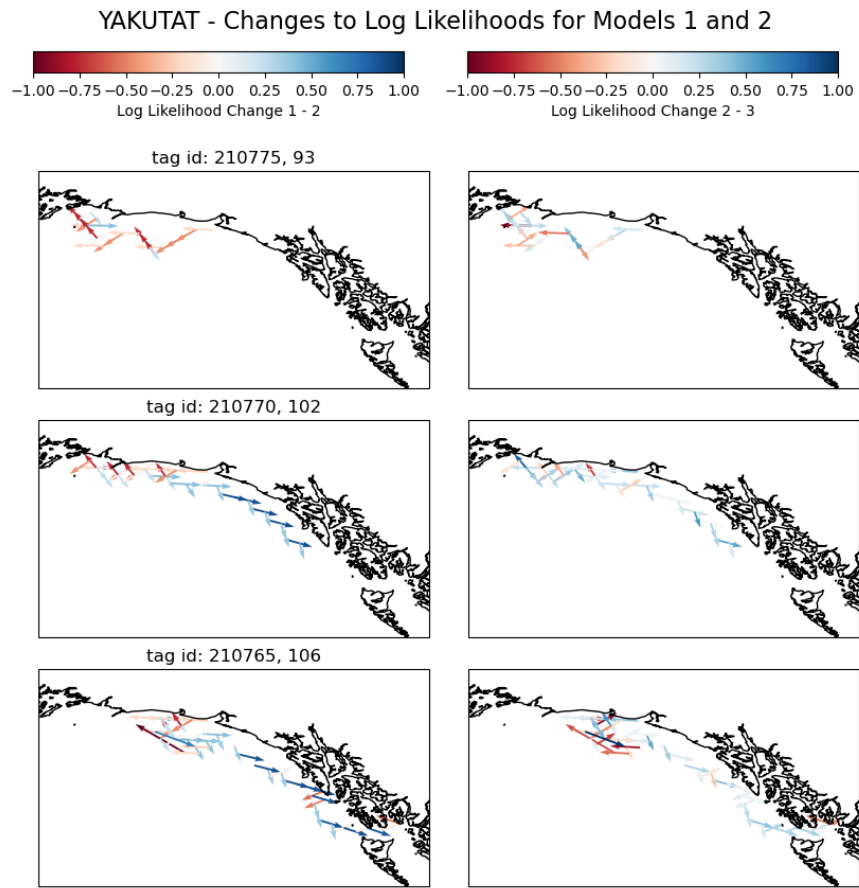 YAKUTAT - Changes to Log Likelihoods for Models 1 and 2
−1.00 −0.75 −0.50 −0.25 0.00 0.25 0.50 0.75 1.00
Log Likelihood Change 1 - 2
−1.00 −0.75 −0.50 −0.25 0.00 0.25 0.50 0.75 1.00
Log Likelihood Change 2 - 3
tag id: 210775, 93
tag id: 210770, 102
tag id: 210765, 106